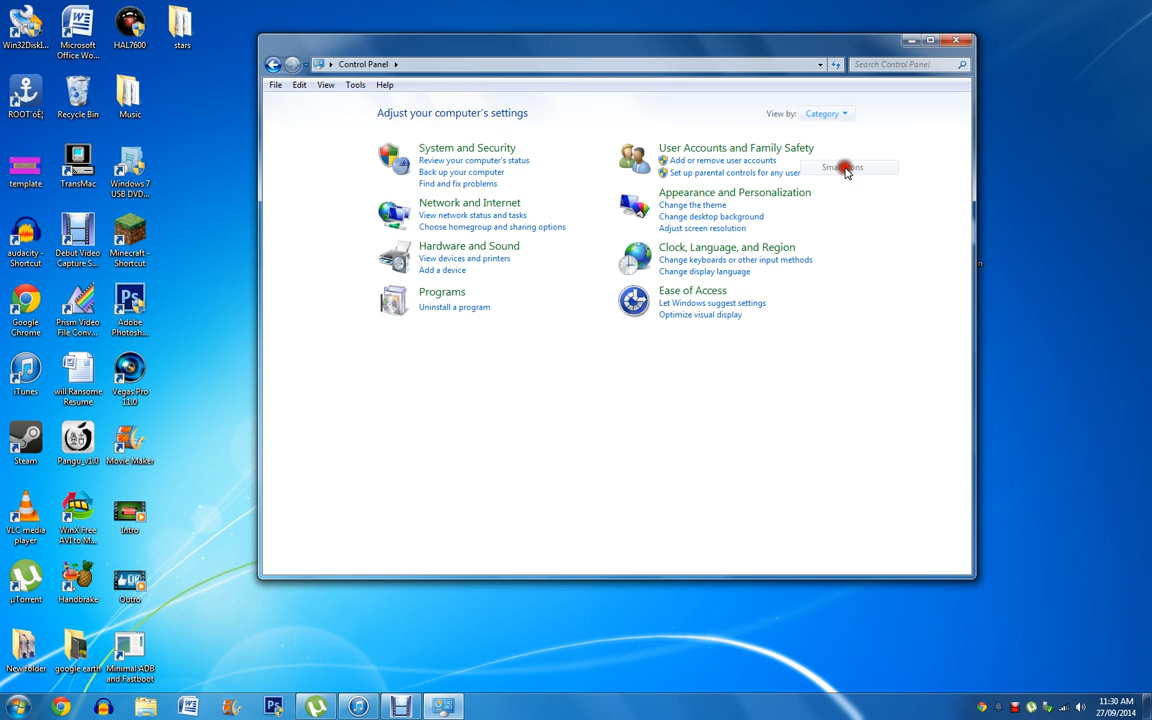 Win32DiskI...
Microsoft Office Wo...
HAL7600
stars
Recycle Bin
Music
template
TransMac
Windows 7 USB DVD...
audacity - Shortcut
Debut Video Capture S...
Minecraft - Shortcut
Google Chrome
Prism Video File Conv...
Adobe Photosh...
iTunes
will Ransome Resume
Vegas Pro 11.0
Steam
Pangu_v1.0
Movie Maker
VLC media player
WinX Free AVI to M...
Intro
µTorrent
Handbrake
Outro
New folder
google earth
Minimal ADB and Fastboot
Control Panel
Search Control Panel
File Edit View Tools Help
Adjust your computer's settings
View by: Category
System and Security
Review your computer's status
Back up your computer
Find and fix problems
Network and Internet
View network status and tasks
Choose homegroup and sharing options
Hardware and Sound
View devices and printers
Add a device
Programs
Uninstall a program
User Accounts and Family Safety
Add or remove user accounts
Set up parental controls for any user
Appearance and Personalization
Change the theme
Change desktop background
Adjust screen resolution
Clock, Language, and Region
Change keyboards or other input methods
Change display language
Ease of Access
Let Windows suggest settings
Optimize visual display
11:30 AM
27/09/2014